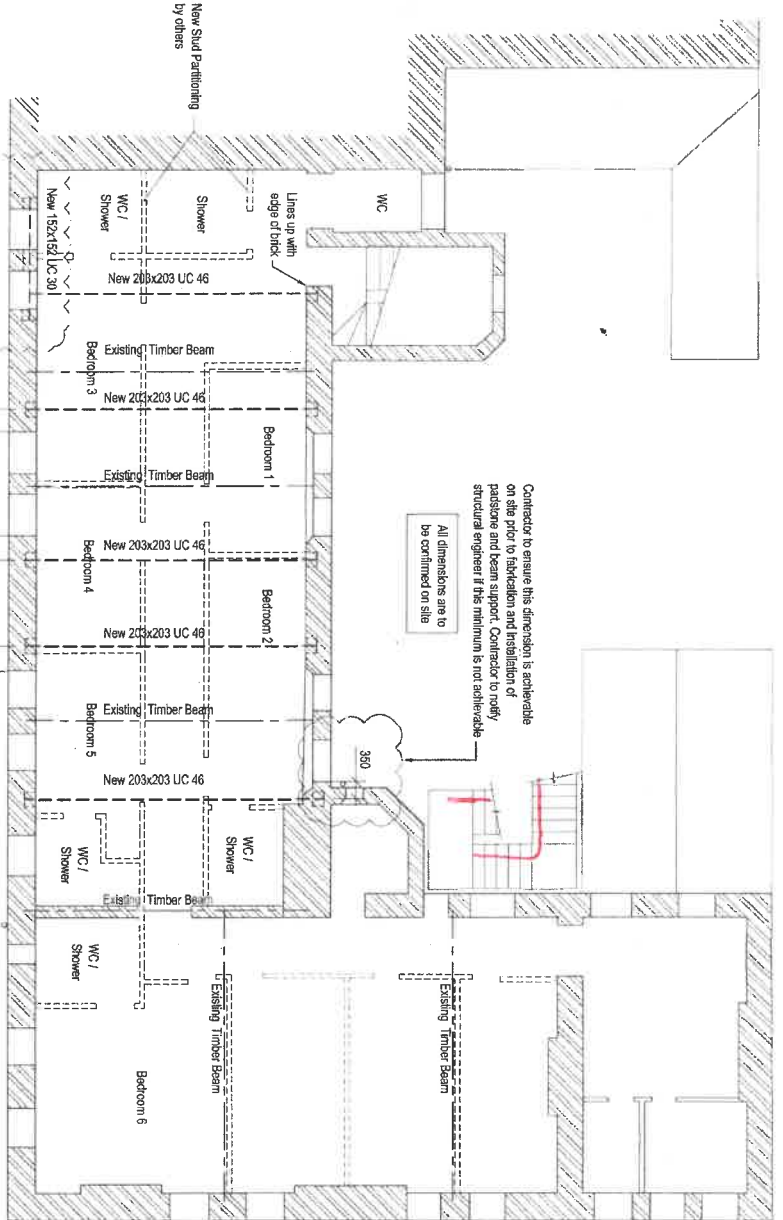 New Stud Partitioning
by others
WC /
Shower
Shower
WC
Lines up with
edge of brick
New 152x152 UC 30
New 203x203 UC 46
Existing Timber Beam
Bedroom 3
New 203x203 UC 46
Bedroom 1
Existing Timber Beam
New 203x203 UC 46
Bedroom 4
Bedroom 2
New 203x203 UC 46
Existing Timber Beam
Bedroom 5
New 203x203 UC 46
350
Contractor to ensure this dimension is achievable
on site prior to fabrication and installation of
padstone and beam support. Contractor to notify
structural engineer if this minimum is not achievable
All dimensions are to
be confirmed on site
WC /
Shower
WC /
Shower
Existing Timber Beam
WC /
Shower
Existing Timber Beam
Existing Timber Beam
Bedroom 6